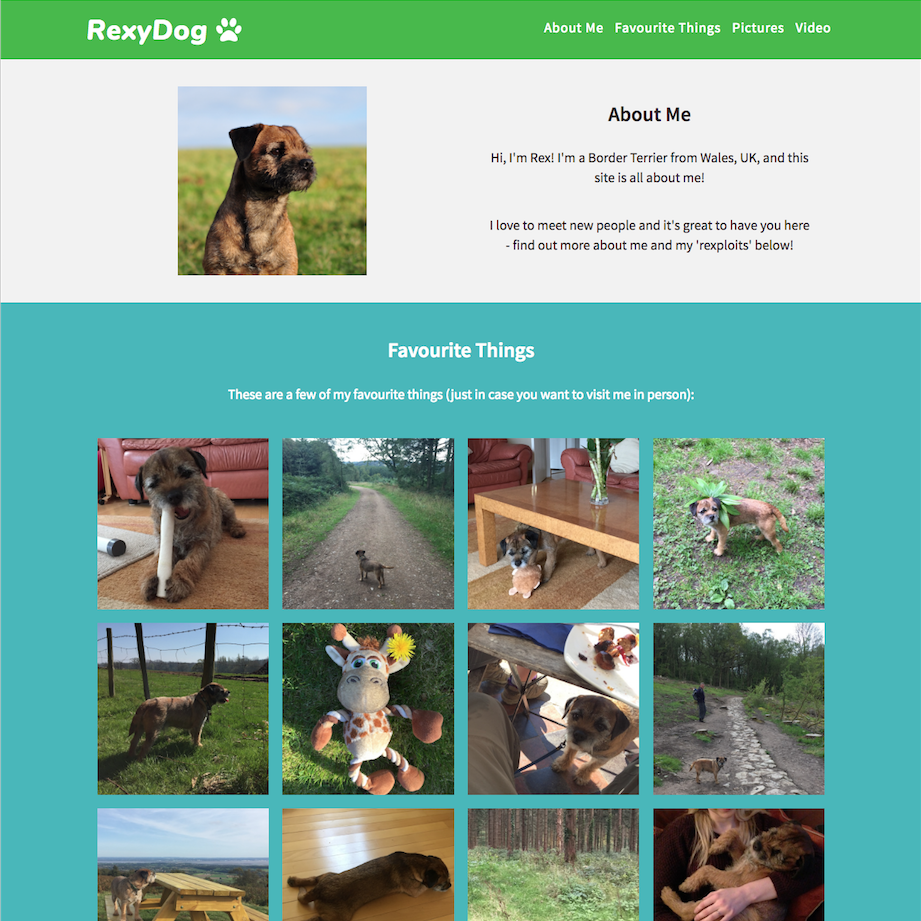 RexyDog
About Me Favourite Things Pictures Video
About Me
Hi, I'm Rex! I'm a Border Terrier from Wales, UK, and this
site is all about me!
I love to meet new people and it's great to have you here
- find out more about me and my 'rexploits' below!
Favourite Things
These are a few of my favourite things (just in case you want to visit me in person):